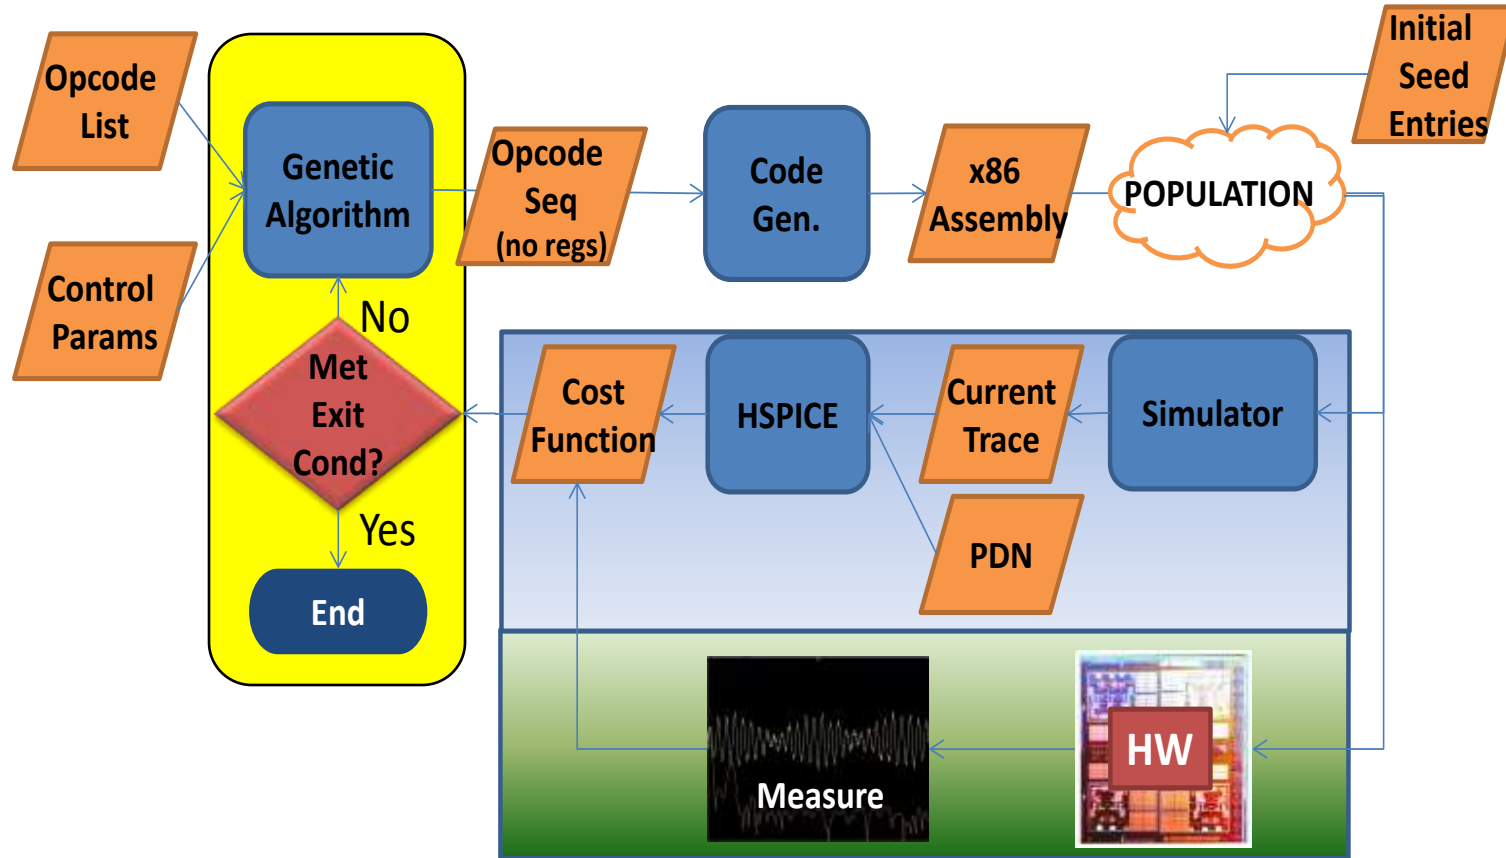 Opcode
List
Genetic
Algorithm
Opcode
Seq
(no regs)
Code
Gen.
x86
Assembly
POPULATION
Initial
Seed
Entries
Control
Params
No
Met
Exit
Cond?
Yes
End
Cost
Function
HSPICE
Current
Trace
Simulator
PDN
Measure
HW